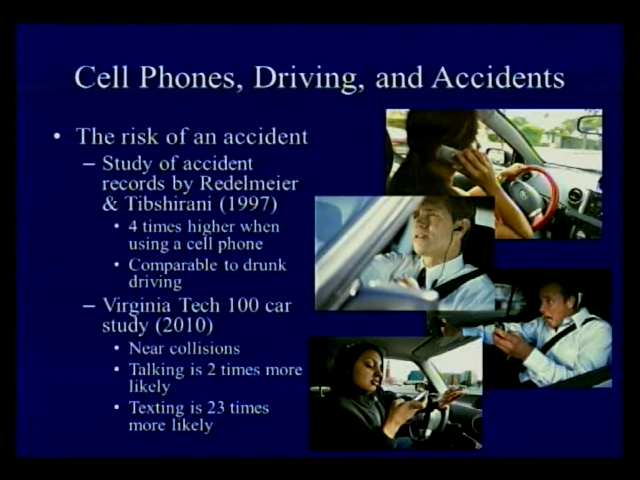 Cell Phones, Driving, and Accidents
• The risk of an accident
– Study of accident
records by Redelmeier
& Tibshirani (1997)
• 4 times higher when
using a cell phone
• Comparable to drunk
driving
– Virginia Tech 100 car
study (2010)
• Near collisions
• Talking is 2 times more
likely
• Texting is 23 times
more likely